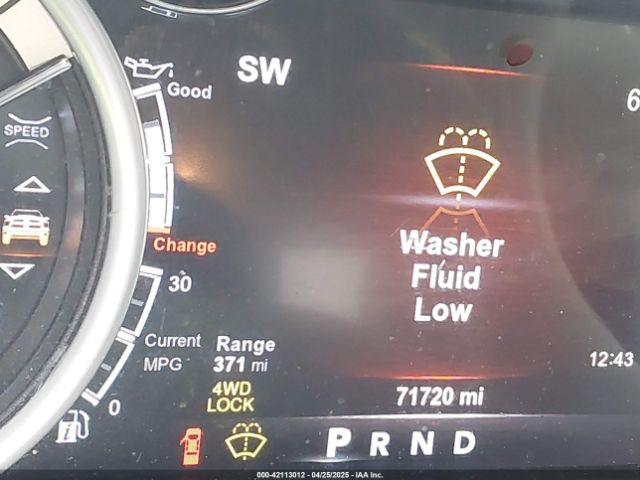 SW
Good
SPEED
6
Washer
Fluid
Low
Change
30
Current
MPG
Range
371 mi
12:43
4WD
LOCK
71720 mi
0
P R N D
000-42113012 - 04/25/2025 - IAA Inc.